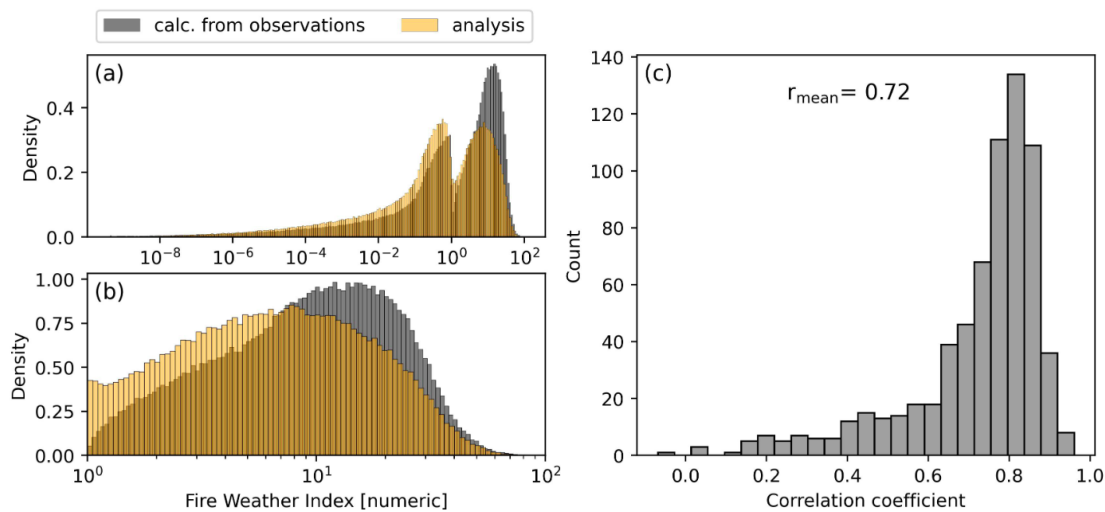 calc. from observations
analysis
(a)
Density
0.4
0.2
0.0
10⁻⁸
10⁻⁶
10⁻⁴
10⁻²
10⁰
10²
(b)
Density
1.00
0.75
0.50
0.25
0.00
10⁰
10¹
10²
Fire Weather Index [numeric]
(c)
r_mean= 0.72
Count
140
120
100
80
60
40
20
0
0.0
0.2
0.4
0.6
0.8
1.0
Correlation coefficient